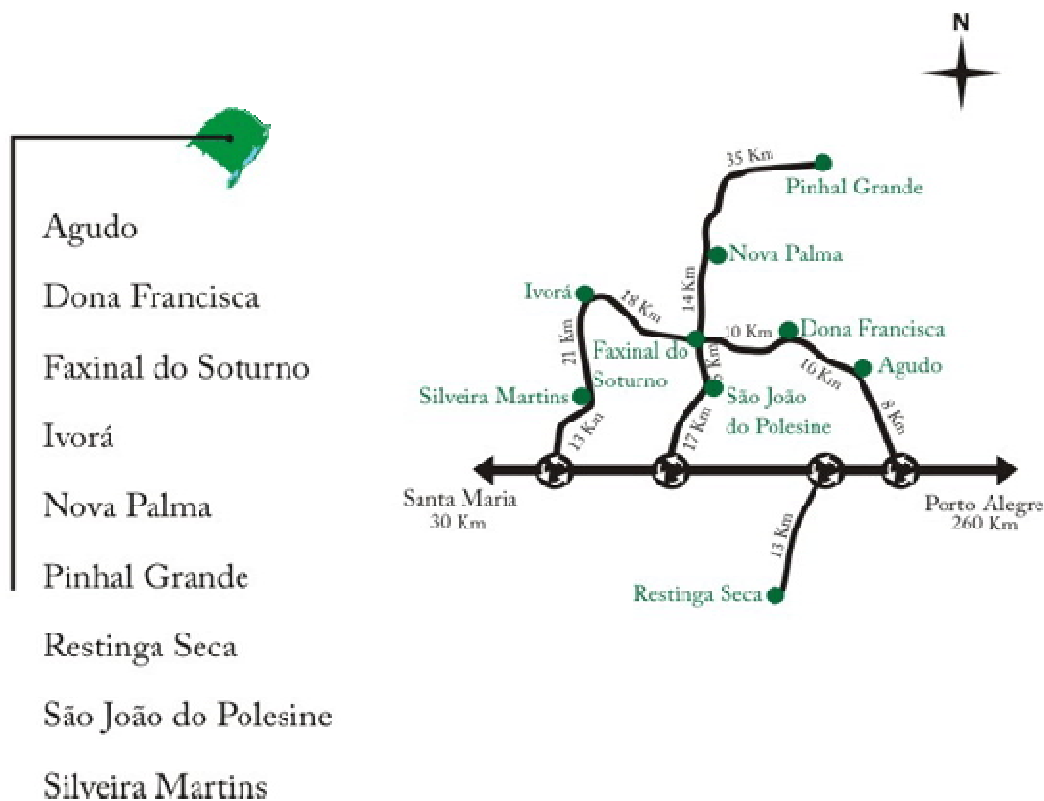 N
Agudo
Dona Francisca
Faxinal do Soturno
Ivorá
Nova Palma
Pinhal Grande
Restinga Seca
São João do Polesine
Silveira Martins
35 Km
Pinhal Grande
Nova Palma
14 Km
Ivorá
18 Km
21 Km
Faxinal do
Soturno
10 Km
Dona Francisca
Km
16 Km
Agudo
Silveira Martins
São João
do Polesine
13 Km
17 Km
8 Km
Santa Maria
30 Km
Porto Alegre
260 Km
13 Km
Restinga Seca